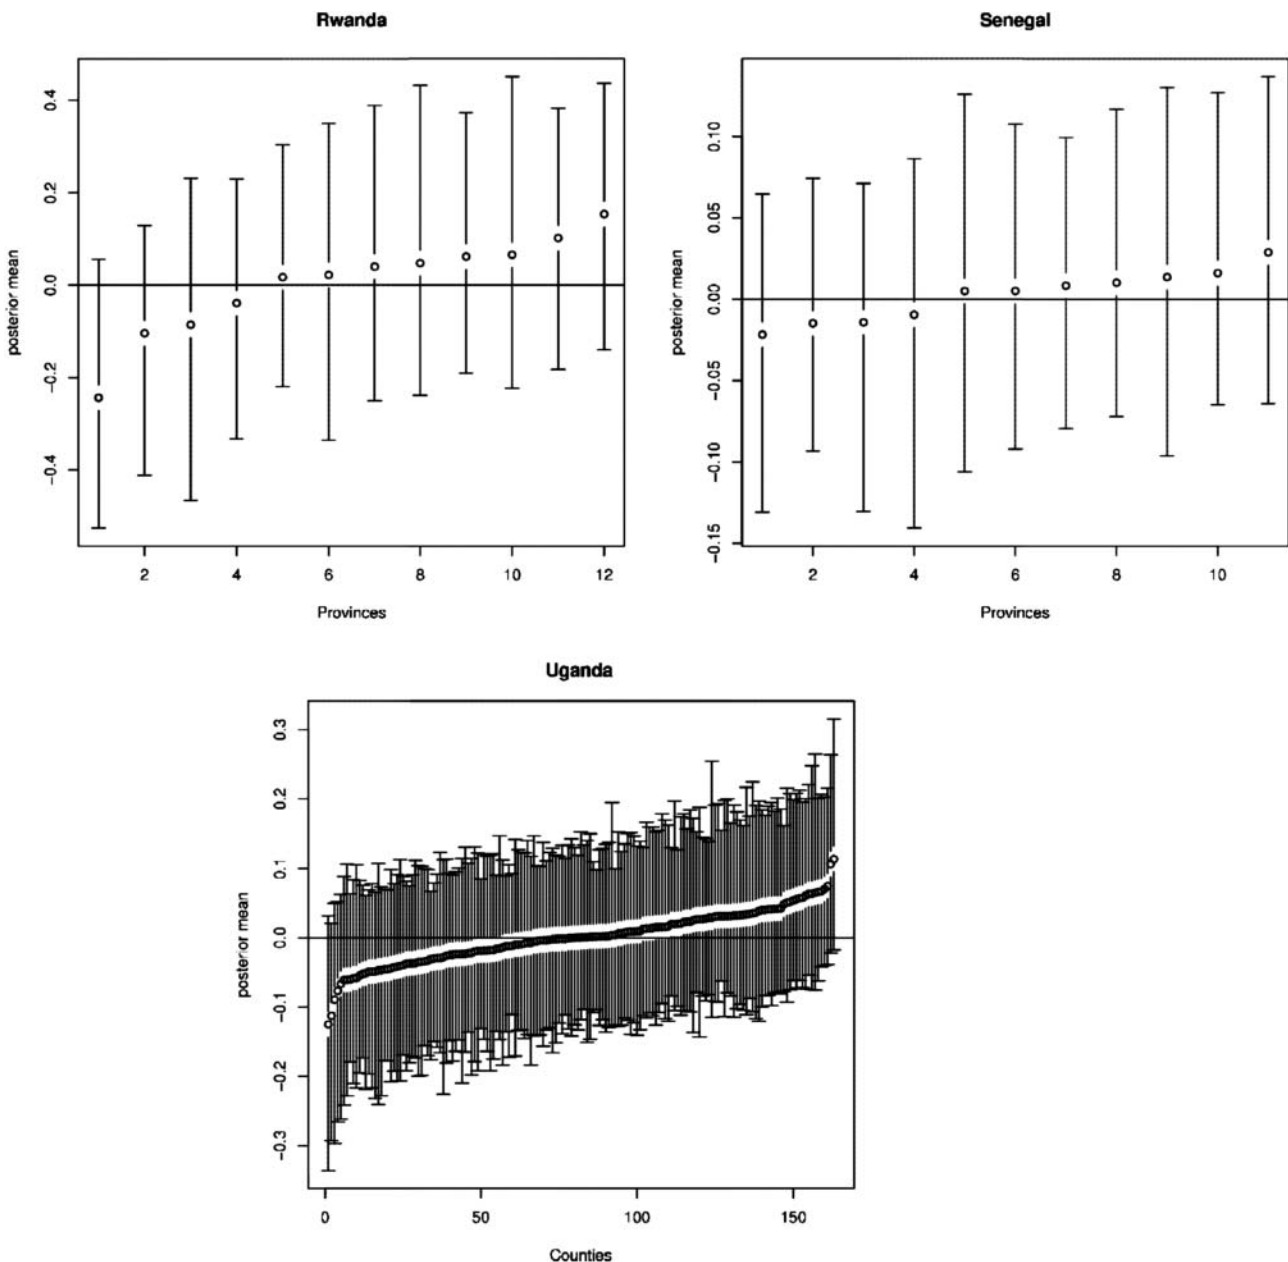 Rwanda
posterior mean
0.4
0.2
0.0
−0.2
−0.4
2 4 6 8 10 12
Provinces
Senegal
posterior mean
0.10
0.05
0.00
−0.05
−0.10
−0.15
2 4 6 8 10
Provinces
Uganda
posterior mean
0.3
0.2
0.1
0.0
−0.1
−0.2
−0.3
0 50 100 150
Counties